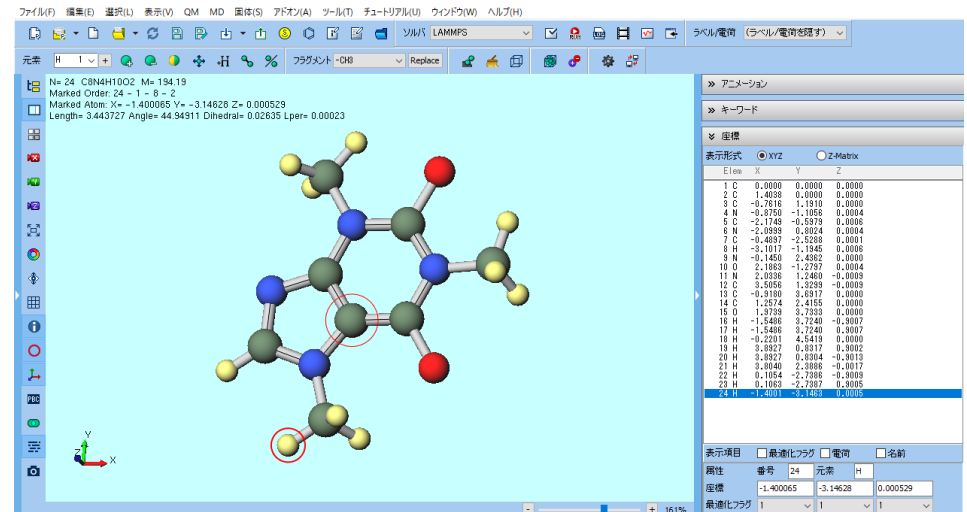 ファイル(F) 編集(E) 選択(L) 表示(V) QM MD 固体(S) アドオン(A) ツール(T) チュートリアル(U) ウインドウ(W) ヘルプ(H)
ソルバ LAMMPS ラベル/電荷 (ラベル/電荷を隠す)
元素 H 1 + フラグメント -CH3 Replace
N= 24 C8N4H10O2 M= 194.19
Marked Order: 24 - 1 - 8 - 2
Marked Atom: X= -1.400065 Y= -3.14628 Z= 0.000529
Length= 3.443727 Angle= 44.94911 Dihedral= 0.02635 Lper= 0.00023
PBC
Y
Z
X
- + 161%
アニメーション
キーワード
座標
表示形式 XYZ Z-Matrix
Elem X Y Z
1 C 0.0000 0.0000 0.0000
2 C 1.4038 0.0000 0.0000
3 C -0.7616 1.1910 0.0000
4 N -0.8750 -1.1056 0.0004
5 C -2.1749 -0.5979 0.0006
6 N -2.0999 0.8024 0.0004
7 C -0.4897 -2.5288 0.0001
8 H -3.1017 -1.1945 0.0006
9 N -0.1450 2.4362 0.0000
10 O 2.1863 -1.2797 0.0004
11 N 2.0336 1.2460 -0.0009
12 C 3.5056 1.3299 -0.0009
13 C -0.9180 3.6917 0.0000
14 C 1.2574 2.4155 0.0000
15 O 1.9739 3.7333 0.0000
16 H -1.5486 3.7240 -0.9007
17 H -1.5486 3.7240 0.9007
18 H -0.2201 4.5419 0.0000
19 H 3.8927 0.8317 0.9002
20 H 3.8927 0.8304 -0.9013
21 H 3.8040 2.3886 -0.0017
22 H 0.1054 -2.7386 -0.9009
23 H 0.1063 -2.7387 0.9005
24 H -1.4001 -3.1463 0.0005
表示項目 最適化フラグ 電荷 名前
属性 番号 24 元素 H
座標 -1.400065 -3.14628 0.000529
最適化フラグ 1 1 1